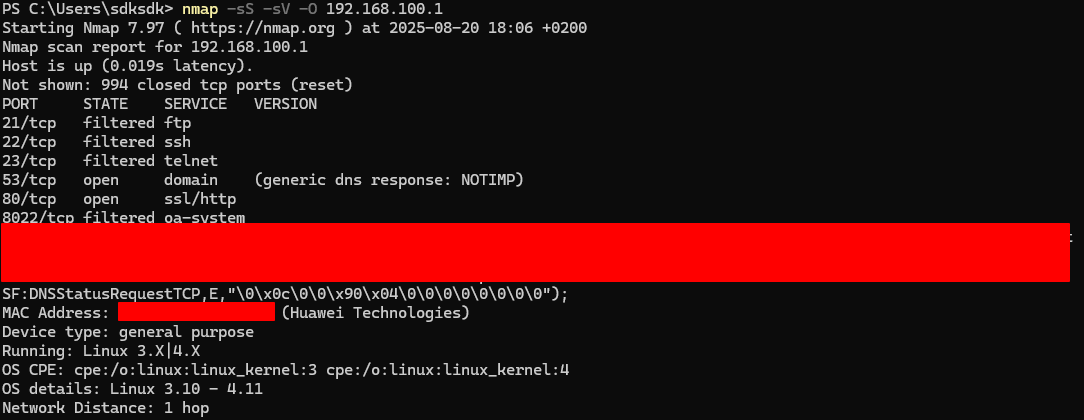 PS C:\Users\sdksdk> nmap -sS -sV -O 192.168.100.1
Starting Nmap 7.97 ( https://nmap.org ) at 2025-08-20 18:06 +0200
Nmap scan report for 192.168.100.1
Host is up (0.019s latency).
Not shown: 994 closed tcp ports (reset)
PORT     STATE    SERVICE   VERSION
21/tcp   filtered ftp
22/tcp   filtered ssh
23/tcp   filtered telnet
53/tcp   open     domain    (generic dns response: NOTIMP)
80/tcp   open     ssl/http
8022/tcp filtered oa-system
SF:DNSStatusRequestTCP,E,"\0\x0c\0\0\x90\x04\0\0\0\0\0\0\0\0");
MAC Address: (Huawei Technologies)
Device type: general purpose
Running: Linux 3.X|4.X
OS CPE: cpe:/o:linux:linux_kernel:3 cpe:/o:linux:linux_kernel:4
OS details: Linux 3.10 - 4.11
Network Distance: 1 hop